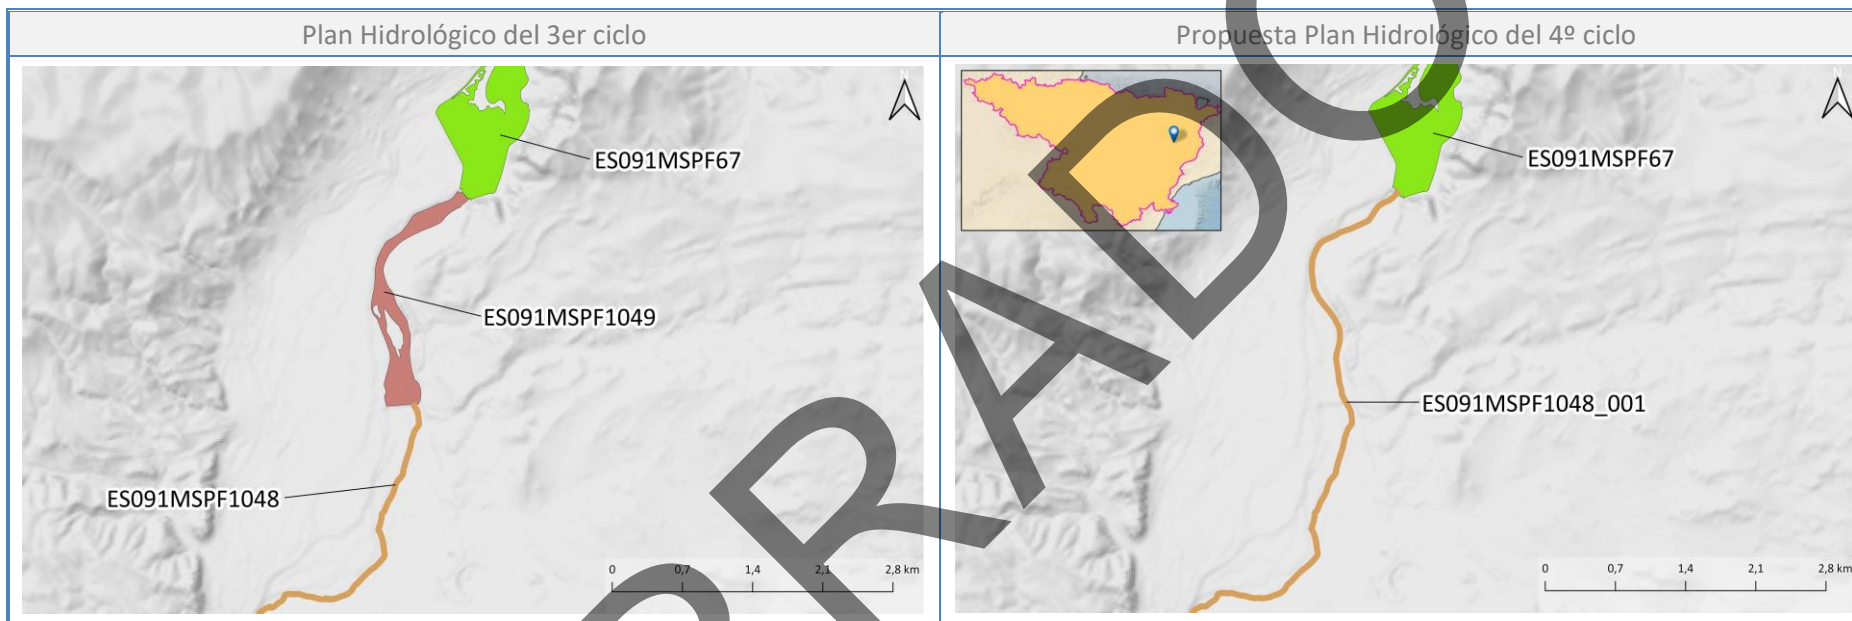 Plan Hidrológico del 3er ciclo
Propuesta Plan Hidrológico del 4º ciclo
ES091MSPF67
ES091MSPF1049
ES091MSPF1048
0 0,7 1,4 2,1 2,8 km
N
ES091MSPF67
ES091MSPF1048_001
0 0,7 1,4 2,1 2,8 km
RRADO